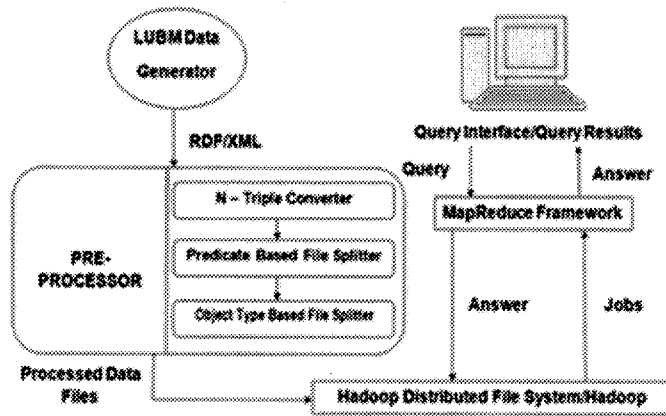 LUBM Data
Generator
RDF/XML
PRE-
PROCESSOR
N – Triple Converter
Predicate Based File Splitter
Object Type Based File Splitter
Processed Data
Files
Query Interface/Query Results
Query
Answer
MapReduce Framework
Answer
Jobs
Hadoop Distributed File System/Hadoop